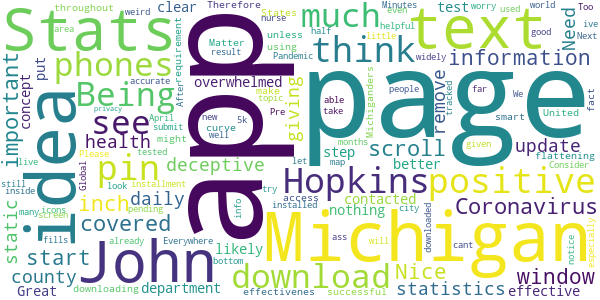 throughout weird clear test States
Stats much text 5k topic
phones think Need information
After requirement Therefore unless using nurse Minutes helpful worry little half result Matter Pandemic accurate widely used even good Too Next ive area world
important put concept idea app page
Being see overwhelmed giving remove update
health might curve April new well submit tested privacy
Global Please live still inside many icons look installment screen
pin deceptive step scroll better
Michiganders make able take people far We smart tracked given United fact Consider flattening months
Hopkins positive
static inch daily covered likely contacted nothing Coronavirus
John Michigan
start county fills pending already Everywhere info try map let access installed city downloaded
download Nice statistics window
Great department downloading bottom effectivenes successful ass will cant notice effective especially
Pre